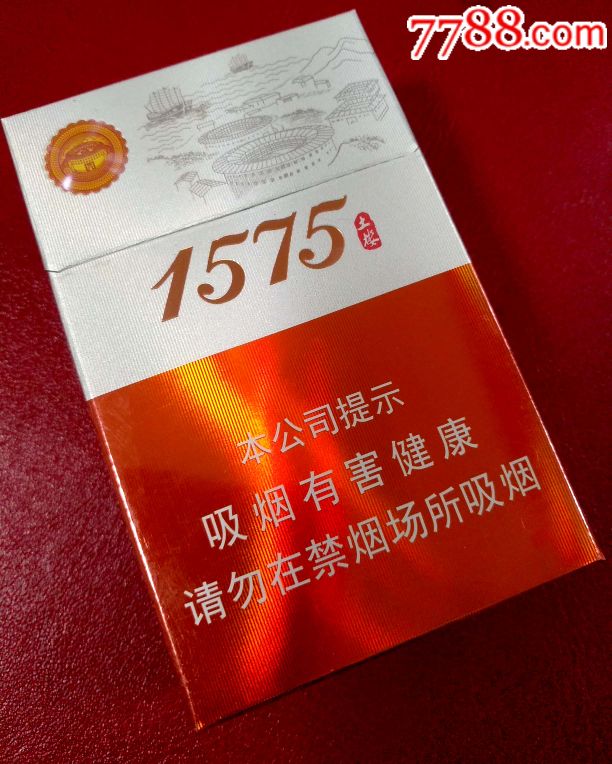 7788.com
1575
土楼
本公司提示
吸烟有害健康
请勿在禁烟场所吸烟